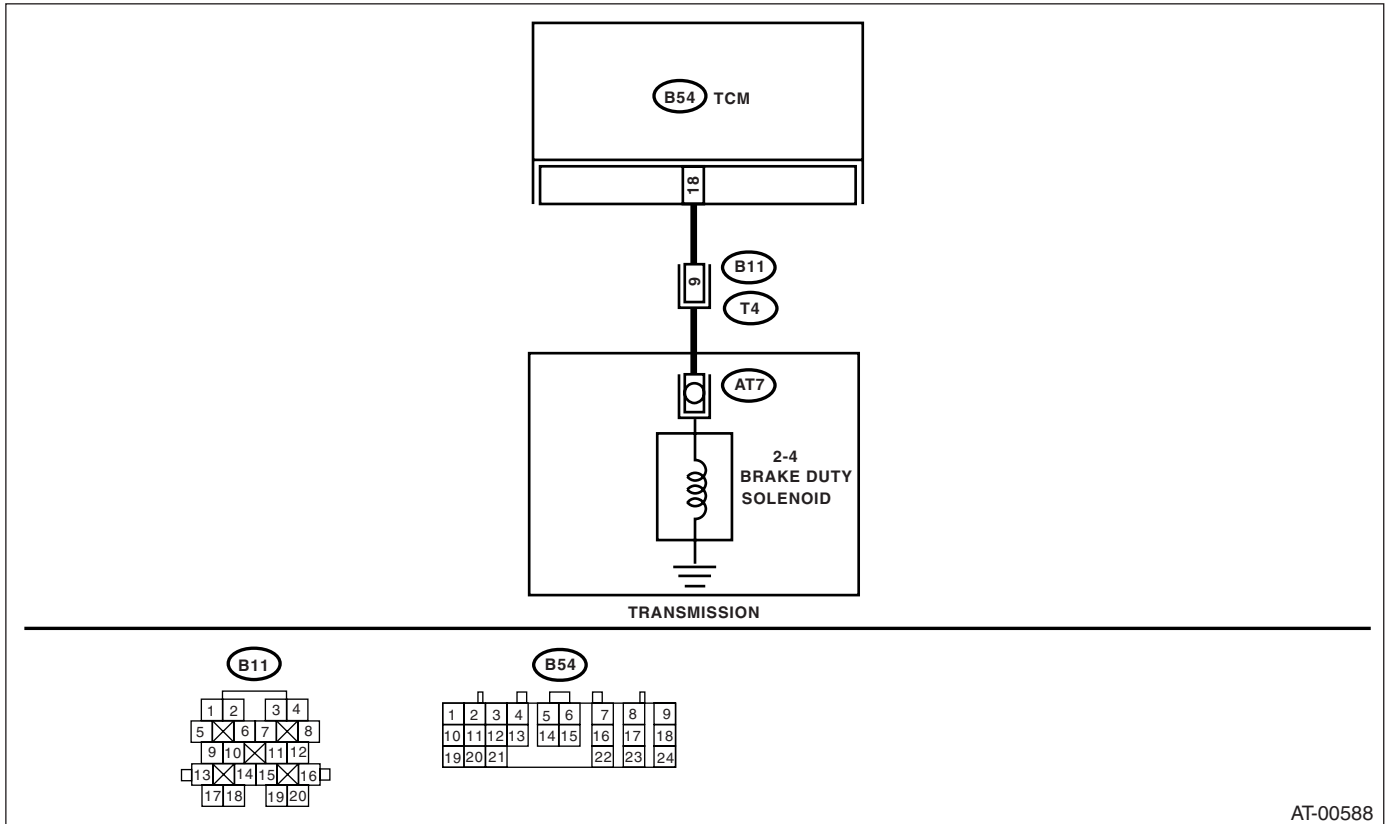 B54 TCM
18
B11
9
T4
AT7
2-4
BRAKE DUTY
SOLENOID
TRANSMISSION
B11
1 2 3 4
5 6 7 8
9 10 11 12
13 14 15 16
17 18 19 20
B54
1 2 3 4 5 6 7 8 9
10 11 12 13 14 15 16 17 18
19 20 21 22 23 24
AT-00588